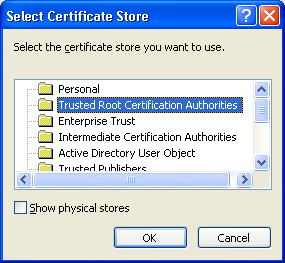 Select Certificate Store
Select the certificate store you want to use.
Personal
Trusted Root Certification Authorities
Enterprise Trust
Intermediate Certification Authorities
Active Directory User Object
Trusted Publishers
Show physical stores
OK
Cancel